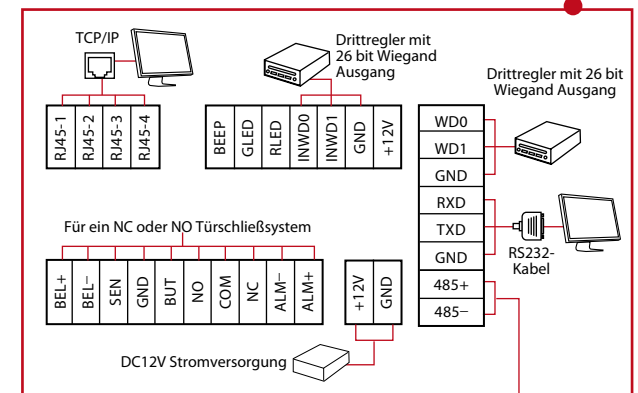 TCP/IP
RJ45-1
RJ45-2
RJ45-3
RJ45-4
Drittregler mit
26 bit Wiegand
Ausgang
BEEP
GLED
RLED
INWD0
INWD1
GND
+12V
Drittregler mit 26 bit
Wiegand Ausgang
WD0
WD1
GND
RXD
TXD
GND
485+
485−
RS232-
Kabel
Für ein NC oder NO Türschließsystem
BEL+
BEL−
SEN
GND
BUT
NO
COM
NC
ALM−
ALM+
+12V
GND
DC12V Stromversorgung